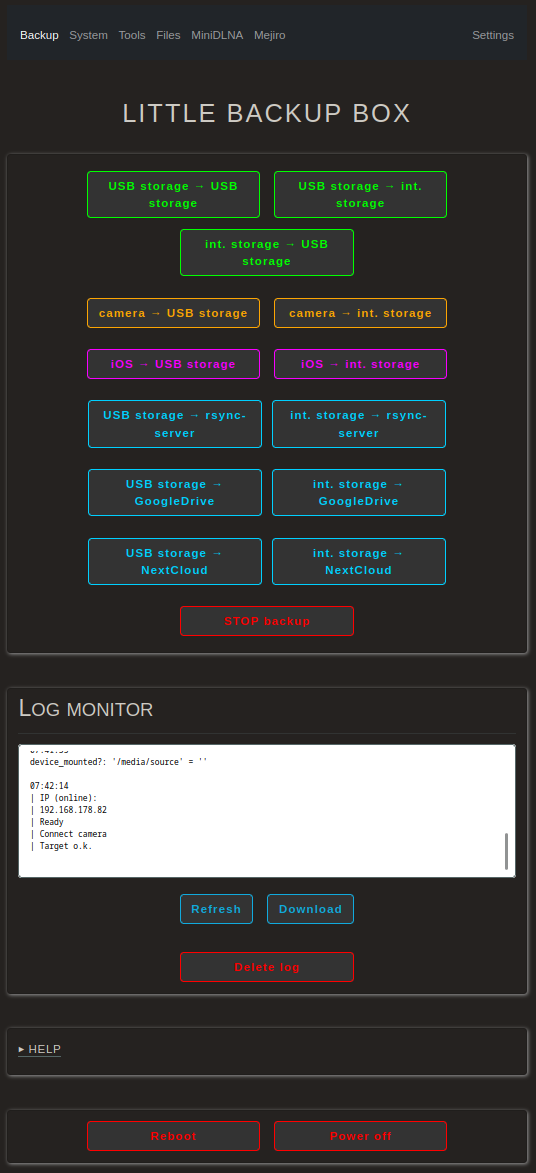 Backup System Tools Files MiniDLNA Mejiro Settings
LITTLE BACKUP BOX
USB storage → USB
storage
USB storage → int.
storage
int. storage → USB
storage
camera → USB storage
camera → int. storage
iOS → USB storage
iOS → int. storage
USB storage → rsync-
server
int. storage → rsync-
server
USB storage →
GoogleDrive
int. storage →
GoogleDrive
USB storage →
NextCloud
int. storage →
NextCloud
STOP backup
LOG MONITOR
device_mounted?: '/media/source' = ''
07:42:14
| IP (online):
| 192.168.178.82
| Ready
| Connect camera
| Target o.k.
Refresh
Download
Delete log
▸ HELP
Reboot
Power off